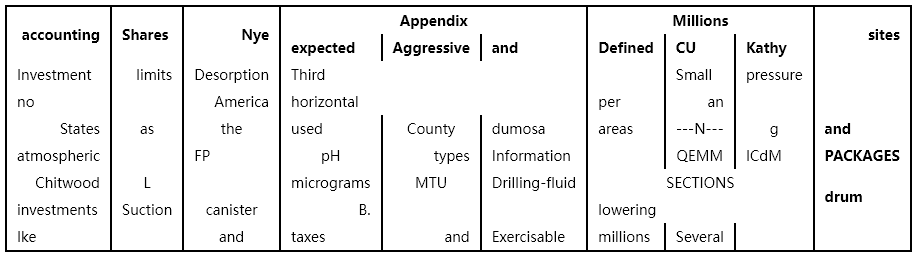 accounting Shares Nye Appendix Millions sites
expected Aggressive and Defined CU Kathy
Investment limits Desorption Third Small pressure
no America horizontal per an
States as the used County dumosa areas ---N--- g and
atmospheric FP pH types Information QEMM ICdM PACKAGES
Chitwood L micrograms MTU Drilling-fluid SECTIONS drum
investments Suction canister B. lowering
Ike and taxes and Exercisable millions Several